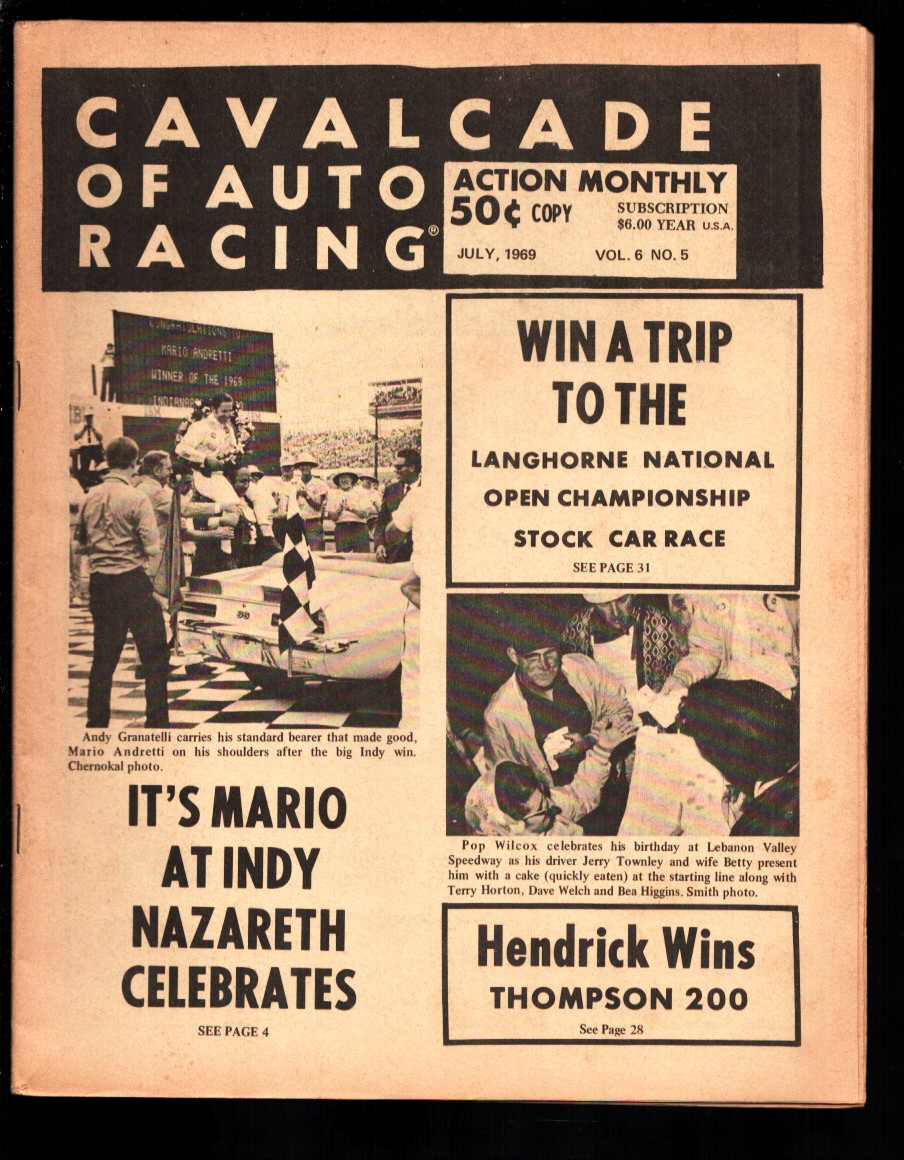 CAVALCADE
OF AUTO
RACING®
ACTION MONTHLY
50¢ COPY
SUBSCRIPTION
$6.00 YEAR U.S.A.
JULY, 1969 VOL. 6 NO. 5
CONGRATULATIONS TO
MARIO ANDRETTI
WINNER OF THE 1969
Andy Granatelli carries his standard bearer that made good,
Mario Andretti on his shoulders after the big Indy win.
Chernokal photo.
IT'S MARIO
AT INDY
NAZARETH
CELEBRATES
SEE PAGE 4
WIN A TRIP
TO THE
LANGHORNE NATIONAL
OPEN CHAMPIONSHIP
STOCK CAR RACE
SEE PAGE 31
Pop Wilcox celebrates his birthday at Lebanon Valley
Speedway as his driver Jerry Townley and wife Betty present
him with a cake (quickly eaten) at the starting line along with
Terry Horton, Dave Welch and Bea Higgins. Smith photo.
Hendrick Wins
THOMPSON 200
See Page 28